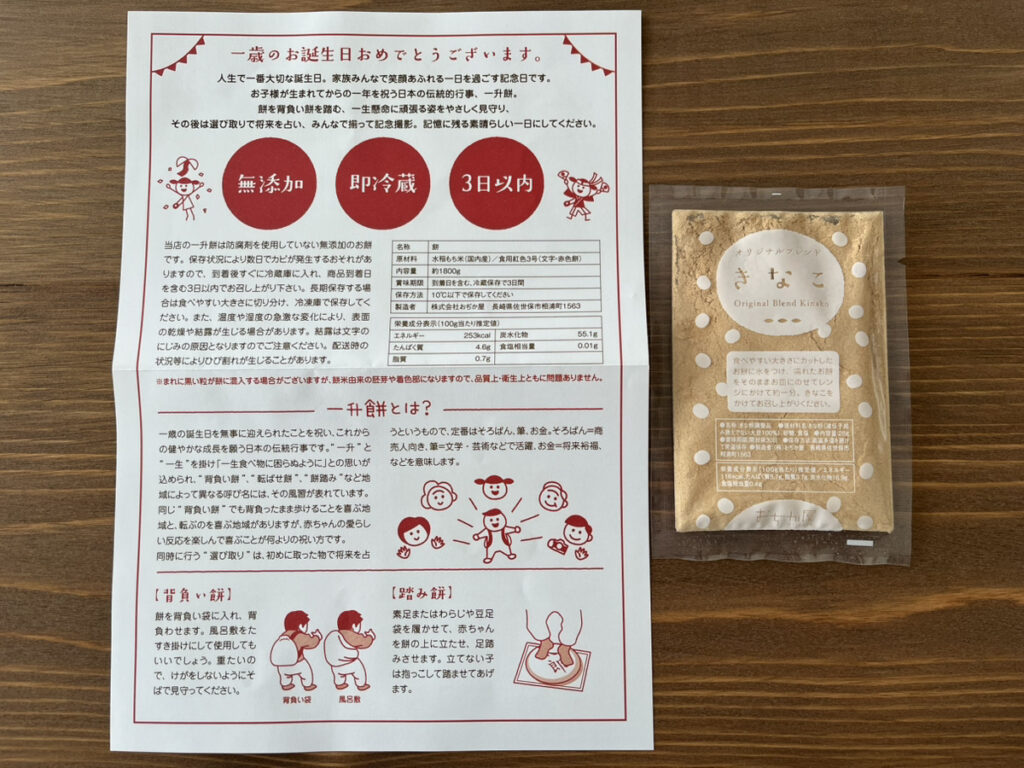 一歳のお誕生日おめでとうございます。
人生で一番大切な誕生日。家族みんなで笑顔あふれる一日を過ごす記念日です。
お子様が生まれてからの一年を祝う日本の伝統的行事、一升餅。
餅を背負い餅を踏む、一生懸命に頑張る姿をやさしく見守り、
その後は選び取りで将来を占い、みんなで揃って記念撮影。記憶に残る素晴らしい一日にしてください。
無添加
即冷蔵
3日以内
当店の一升餅は防腐剤を使用していない無添加のお餅
です。保存状況により数日でカビが発生するおそれがあ
りますので、到着後すぐに冷蔵庫に入れ、商品到着日
を含む3日以内でお召し上がり下さい。長期保存する場
合は食べやすい大きさに切り分け、冷凍庫で保存してく
ださい。また、温度や湿度の急激な変化により、表面
の乾燥や結露が生じる場合があります。結露は文字の
にじみの原因となりますのでご注意ください。配送時の
状況等によりひび割れが生じることがあります。
名称 餅
原材料 水稲もち米(国内産)/食用紅色3号(文字・赤色餅)
内容量 約1800g
賞味期限 到着日を含む、冷蔵保存で3日間
保存方法 10℃以下で保存してください
製造者 株式会社おぢか屋 長崎県佐世保市相浦町1563
栄養成分表示(100g当たり推定値)
エネルギー 253kcal 炭水化物 55.1g
たんぱく質 4.6g 食塩相当量 0.01g
脂質 0.7g
※まれに黒い粒が餅に混入する場合がございますが、餅米由来の胚芽や着色部になりますので、品質上・衛生上ともに問題ありません。
一升餅とは?
一歳の誕生日を無事に迎えられたことを祝い、これから
の健やかな成長を願う日本の伝統行事です。"一升"と
"一生"を掛け「一生食べ物に困らぬように」との思いが
込められ、"背負い餅"、"転ばせ餅"、"餅踏み"など地
域によって異なる呼び名には、その風習が表れています。
同じ"背負い餅"でも背負ったまま歩けることを喜ぶ地
域と、転ぶのを喜ぶ地域がありますが、赤ちゃんの愛らし
い反応を楽しんで喜ぶことが何よりの祝い方です。
同時に行う"選び取り"は、初めに取った物で将来を占
うというもので、定番はそろばん、筆、お金。そろばん=商
売人向き、筆=文字・芸術などで活躍、お金=将来裕福、
などを意味します。
【背負い餅】
餅を背負い袋に入れ、背
負わせます。風呂敷をた
すき掛けにして使用しても
いいでしょう。重たいの
で、けがをしないようにそ
ばで見守ってください。
背負い袋 風呂敷
【踏み餅】
素足またはわらじや豆足
袋を履かせて、赤ちゃん
を餅の上に立たせ、足踏
みさせます。立てない子
は抱っこして踏ませてあげ
ます。
オリジナルブレンド
きなこ
Original Blend Kinako
食べやすい大きさにカットした
お餅に水をつけ、濡れたお餅
をそのままお皿にのせてレン
ジにかけて約一分。きなこを
かけてお召し上がりください。